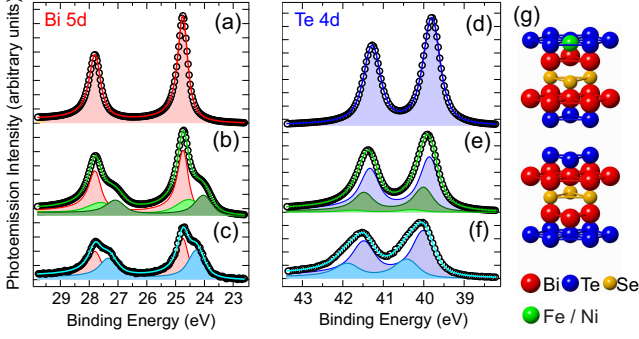 Photoemission Intensity (arbitrary units)
Bi 5d
(a)
(b)
(c)
29 28 27 26 25 24 23
Binding Energy (eV)
Te 4d
(d)
(e)
(f)
43 42 41 40 39
Binding Energy (eV)
(g)
Bi Te Se
Fe / Ni